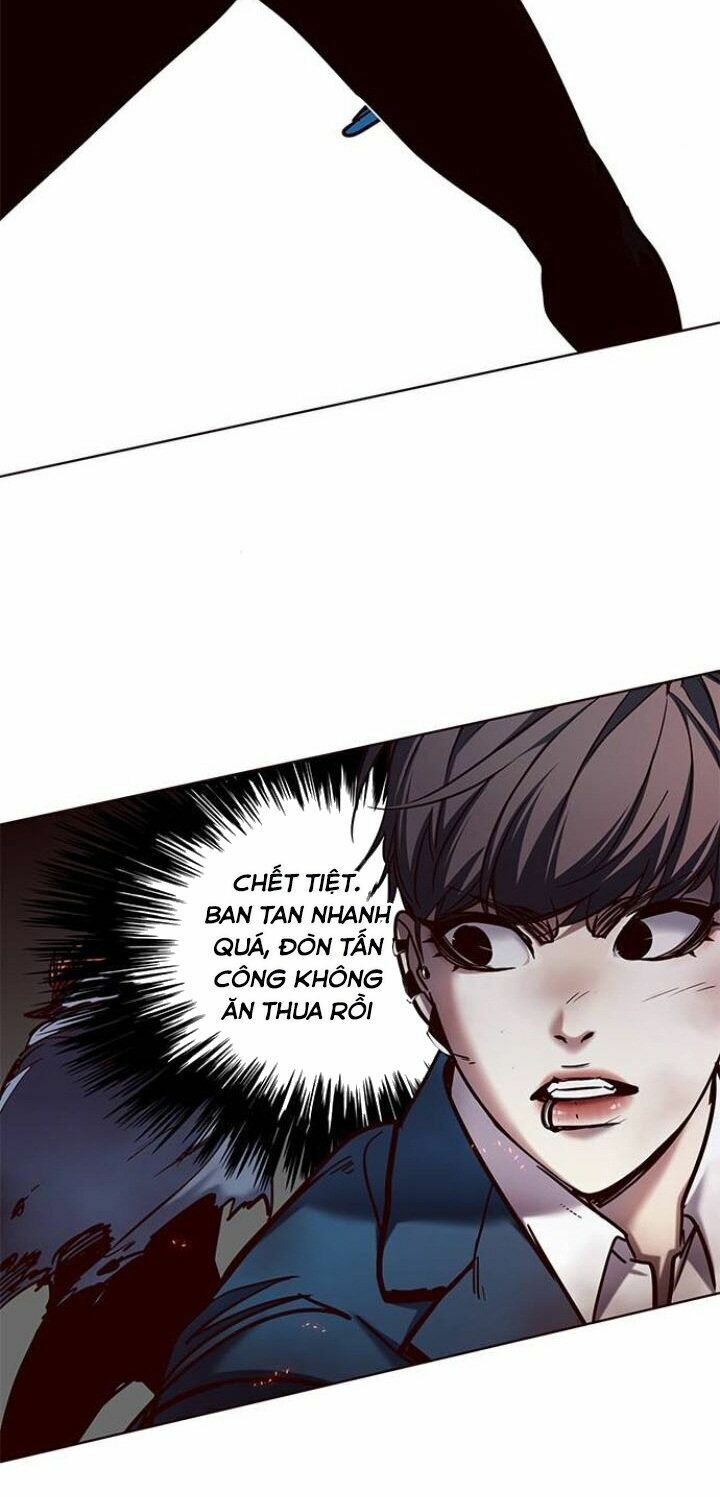 CHẾT TIỆT.
BAN TAN NHANH
QUÁ, ĐÒN TẤN
CÔNG KHÔNG
ĂN THUA RỒI